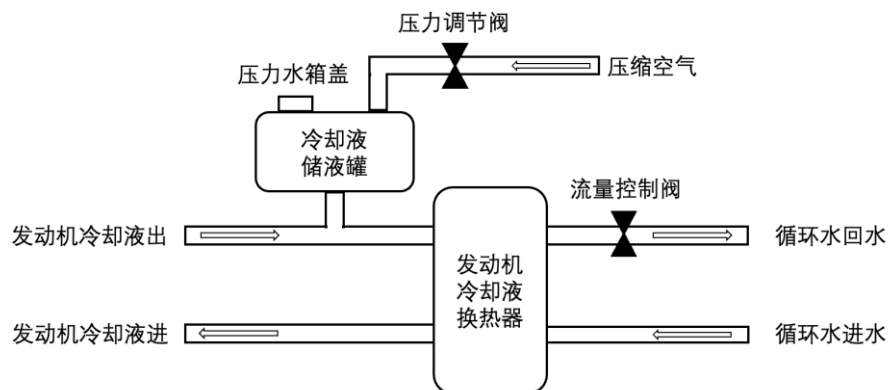 压力调节阀
压缩空气
压力水箱盖
冷却液
储液罐
流量控制阀
发动机冷却液出
循环水回水
发动机
冷却液
换热器
发动机冷却液进
循环水进水